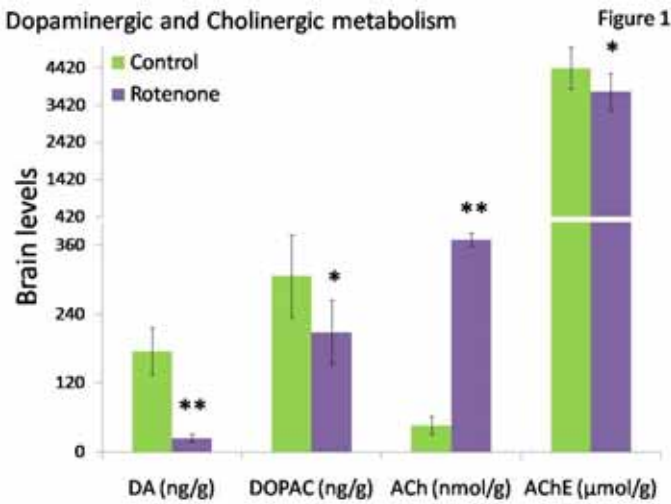 Dopaminergic and Cholinergic metabolism
Figure 1
Control
Rotenone
Brain levels
4420
3420
2420
1420
420
360
240
120
0
*
**
*
**
DA (ng/g)
DOPAC (ng/g)
ACh (nmol/g)
AChE (µmol/g)